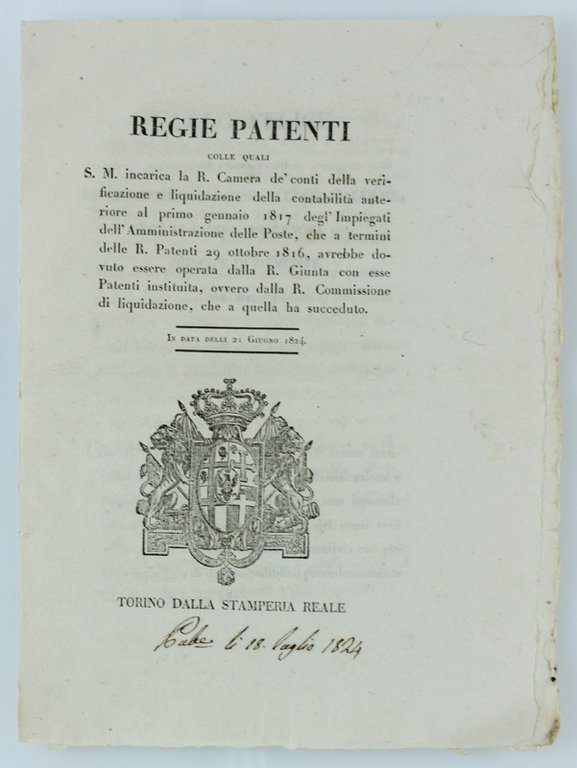 REGIE PATENTI
COLLE QUALI
S. M. incarica la R. Camera de' conti della veri-
ficazione e liquidazione della contabilità ante-
riore al primo gennaio 1817 degl' Impiegati
dell'Amministrazione delle Poste, che a termini
delle R. Patenti 29 ottobre 1816, avrebbe do-
vuto essere operata dalla R. Giunta con esse
Patenti instituita, ovvero dalla R. Commissione
di liquidazione, che a quella ha succeduto.
IN DATA DELLI 21 GIUGNO 1824.
TORINO DALLA STAMPERIA REALE
li 18. luglio 1824